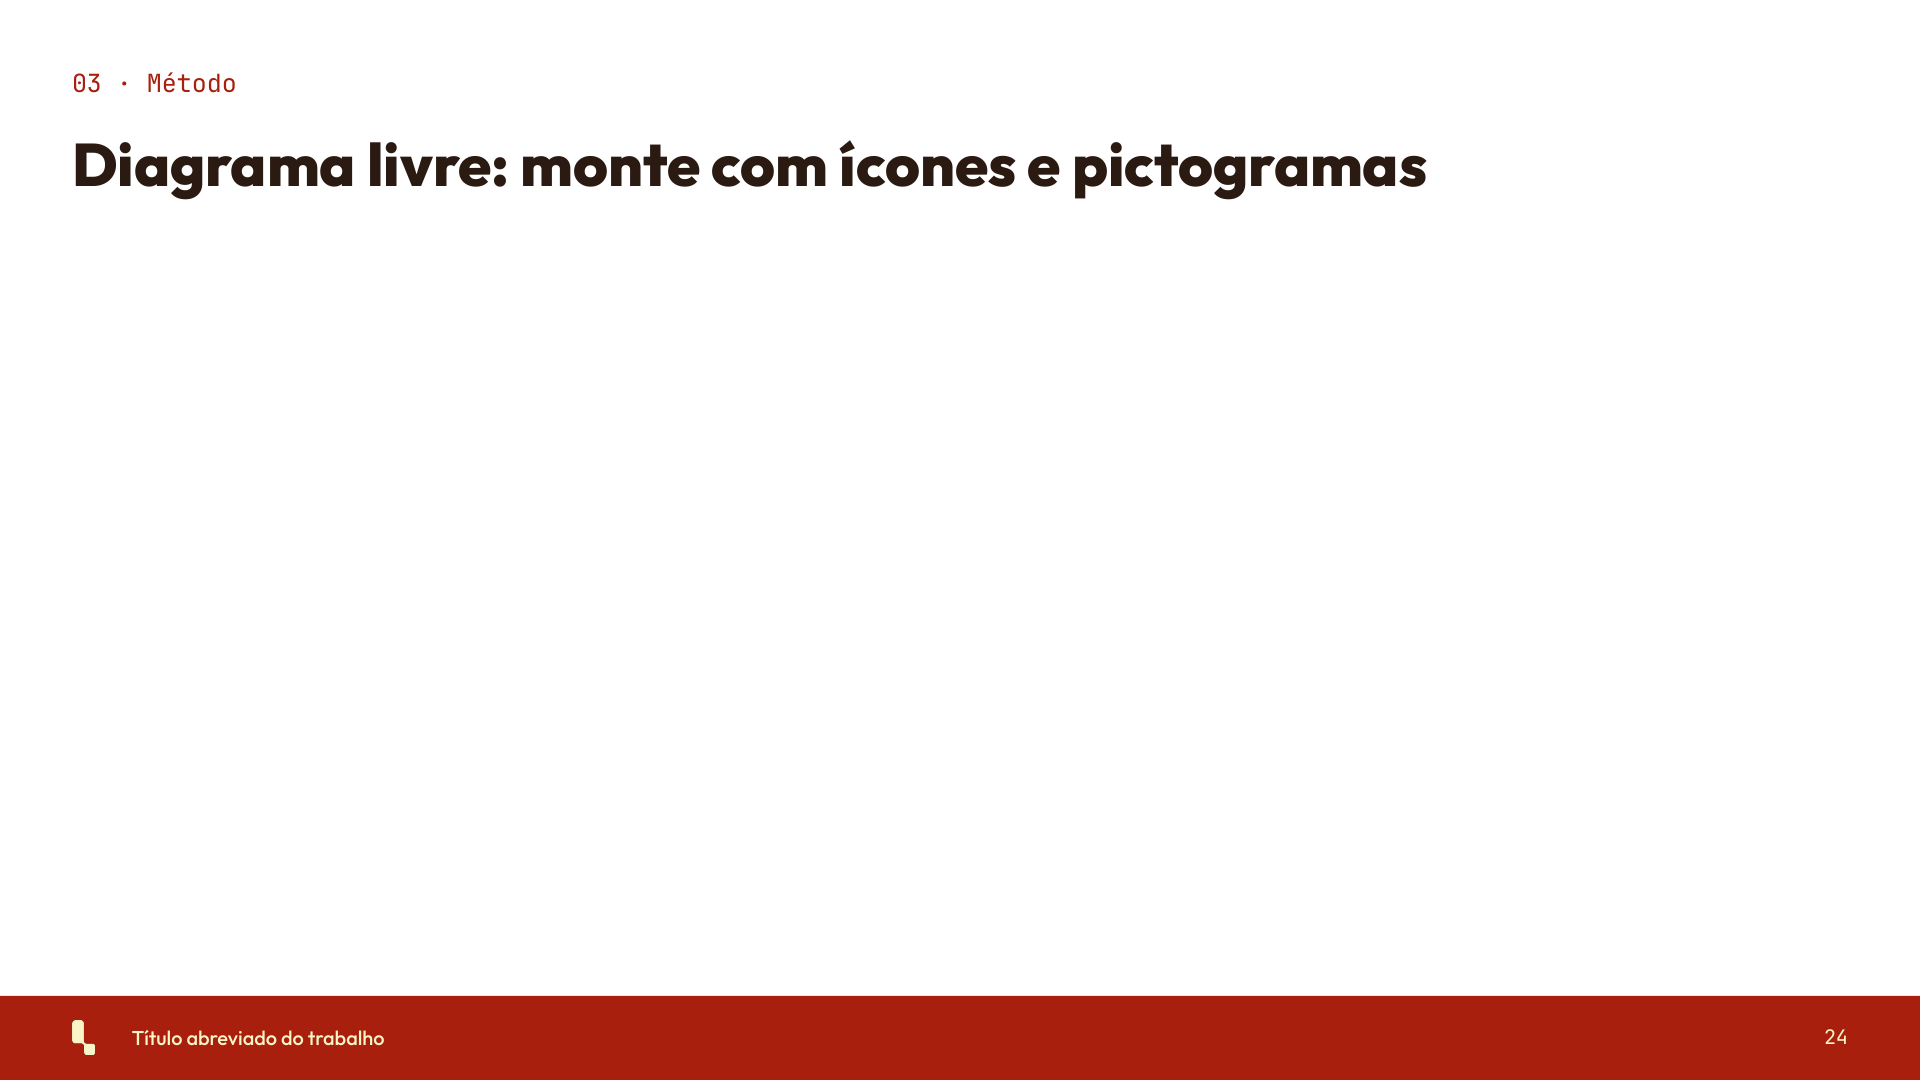 03 · Método
Diagrama livre: monte com ícones e pictogramas
Título abreviado do trabalho
24